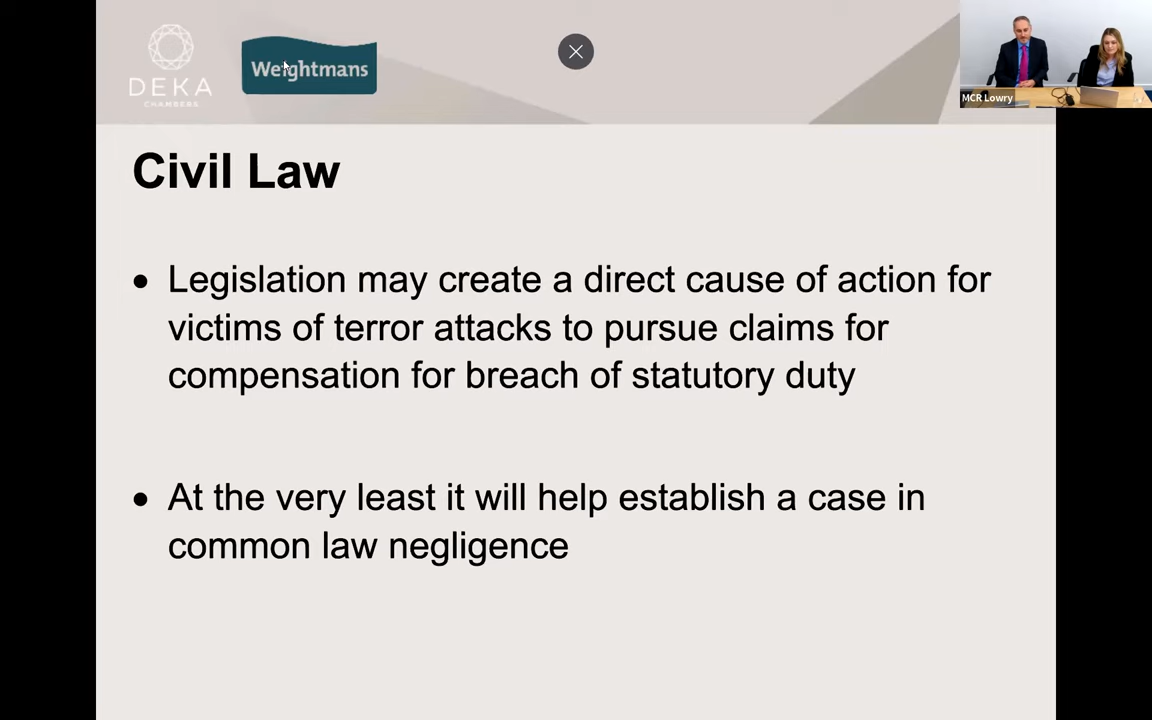 DEKA
CHAMBERS
Weightmans
MCR Lowry
Civil Law
• Legislation may create a direct cause of action for
victims of terror attacks to pursue claims for
compensation for breach of statutory duty
• At the very least it will help establish a case in
common law negligence